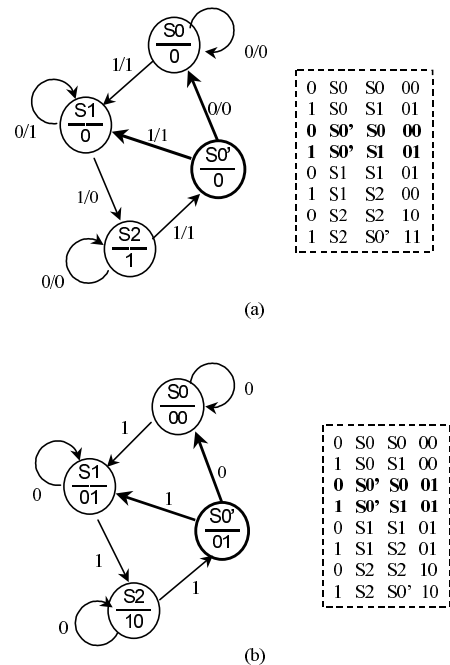 S0
0
0/0
1/1
S1
0
0/1
1/1
0/0
S0'
0
1/0
S2
1
1/1
0/0
0 S0 S0 00
1 S0 S1 01
0 S0' S0 00
1 S0' S1 01
0 S1 S1 01
1 S1 S2 00
0 S2 S2 10
1 S2 S0' 11
(a)
S0
00
0
1
S1
01
0
1
0
S0'
01
1
S2
10
1
0
0 S0 S0 00
1 S0 S1 00
0 S0' S0 01
1 S0' S1 01
0 S1 S1 01
1 S1 S2 01
0 S2 S2 10
1 S2 S0' 10
(b)